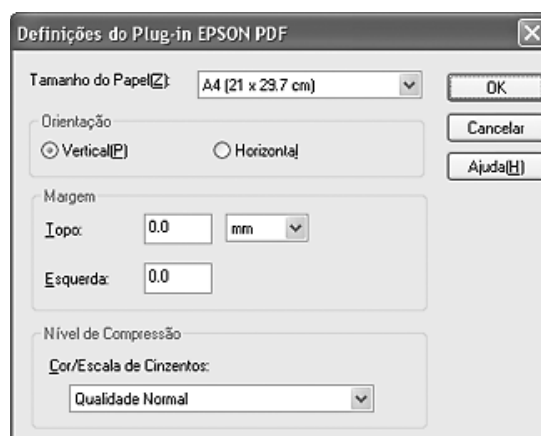 Definições do Plug-in EPSON PDF
Tamanho do Papel(Z): A4 (21 x 29.7 cm)
OK
Orientação
Cancelar
Vertical(P) Horizontal
Ajuda(H)
Margem
Topo: 0.0 mm
Esquerda: 0.0
Nível de Compressão
Cor/Escala de Cinzentos:
Qualidade Normal